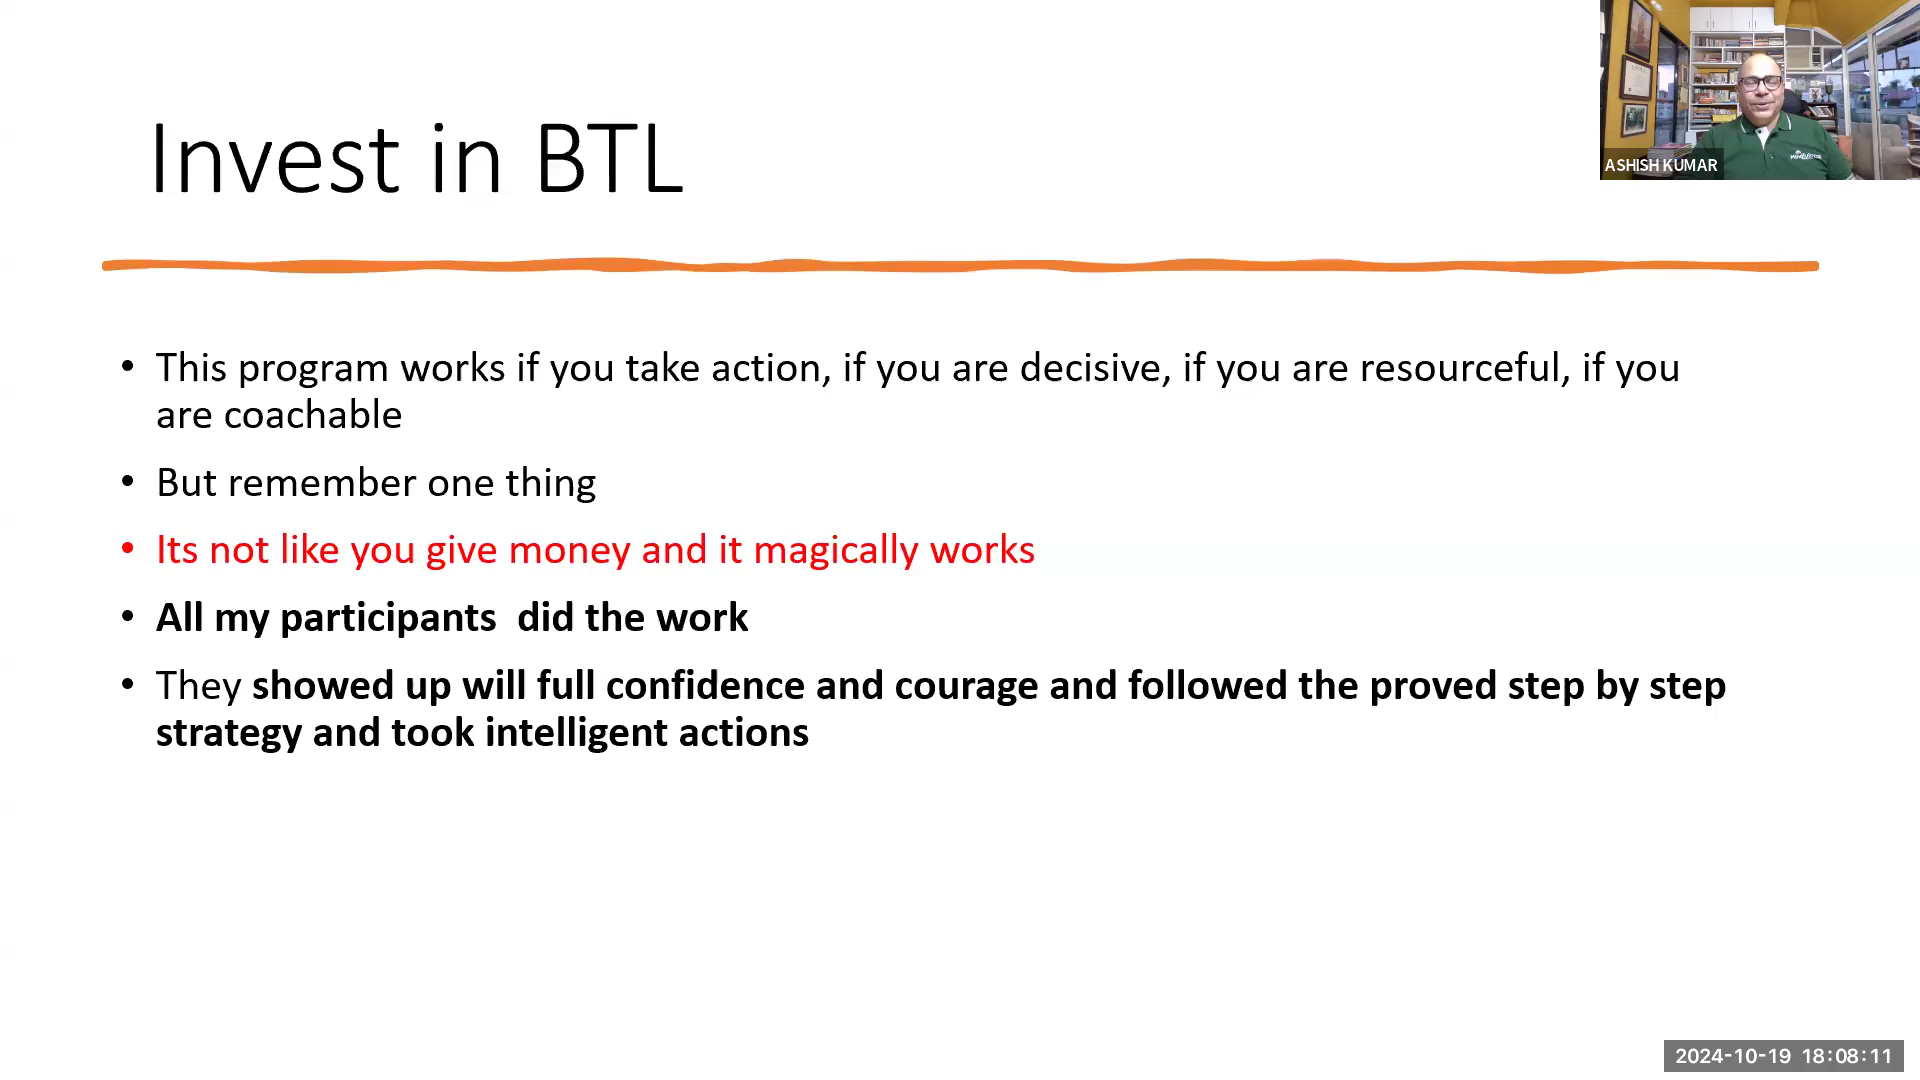 Invest in BTL
ASHISH KUMAR
• This program works if you take action, if you are decisive, if you are resourceful, if you
are coachable
• But remember one thing
• Its not like you give money and it magically works
• All my participants  did the work
• They showed up will full confidence and courage and followed the proved step by step
strategy and took intelligent actions
2024-10-19 18:08:11